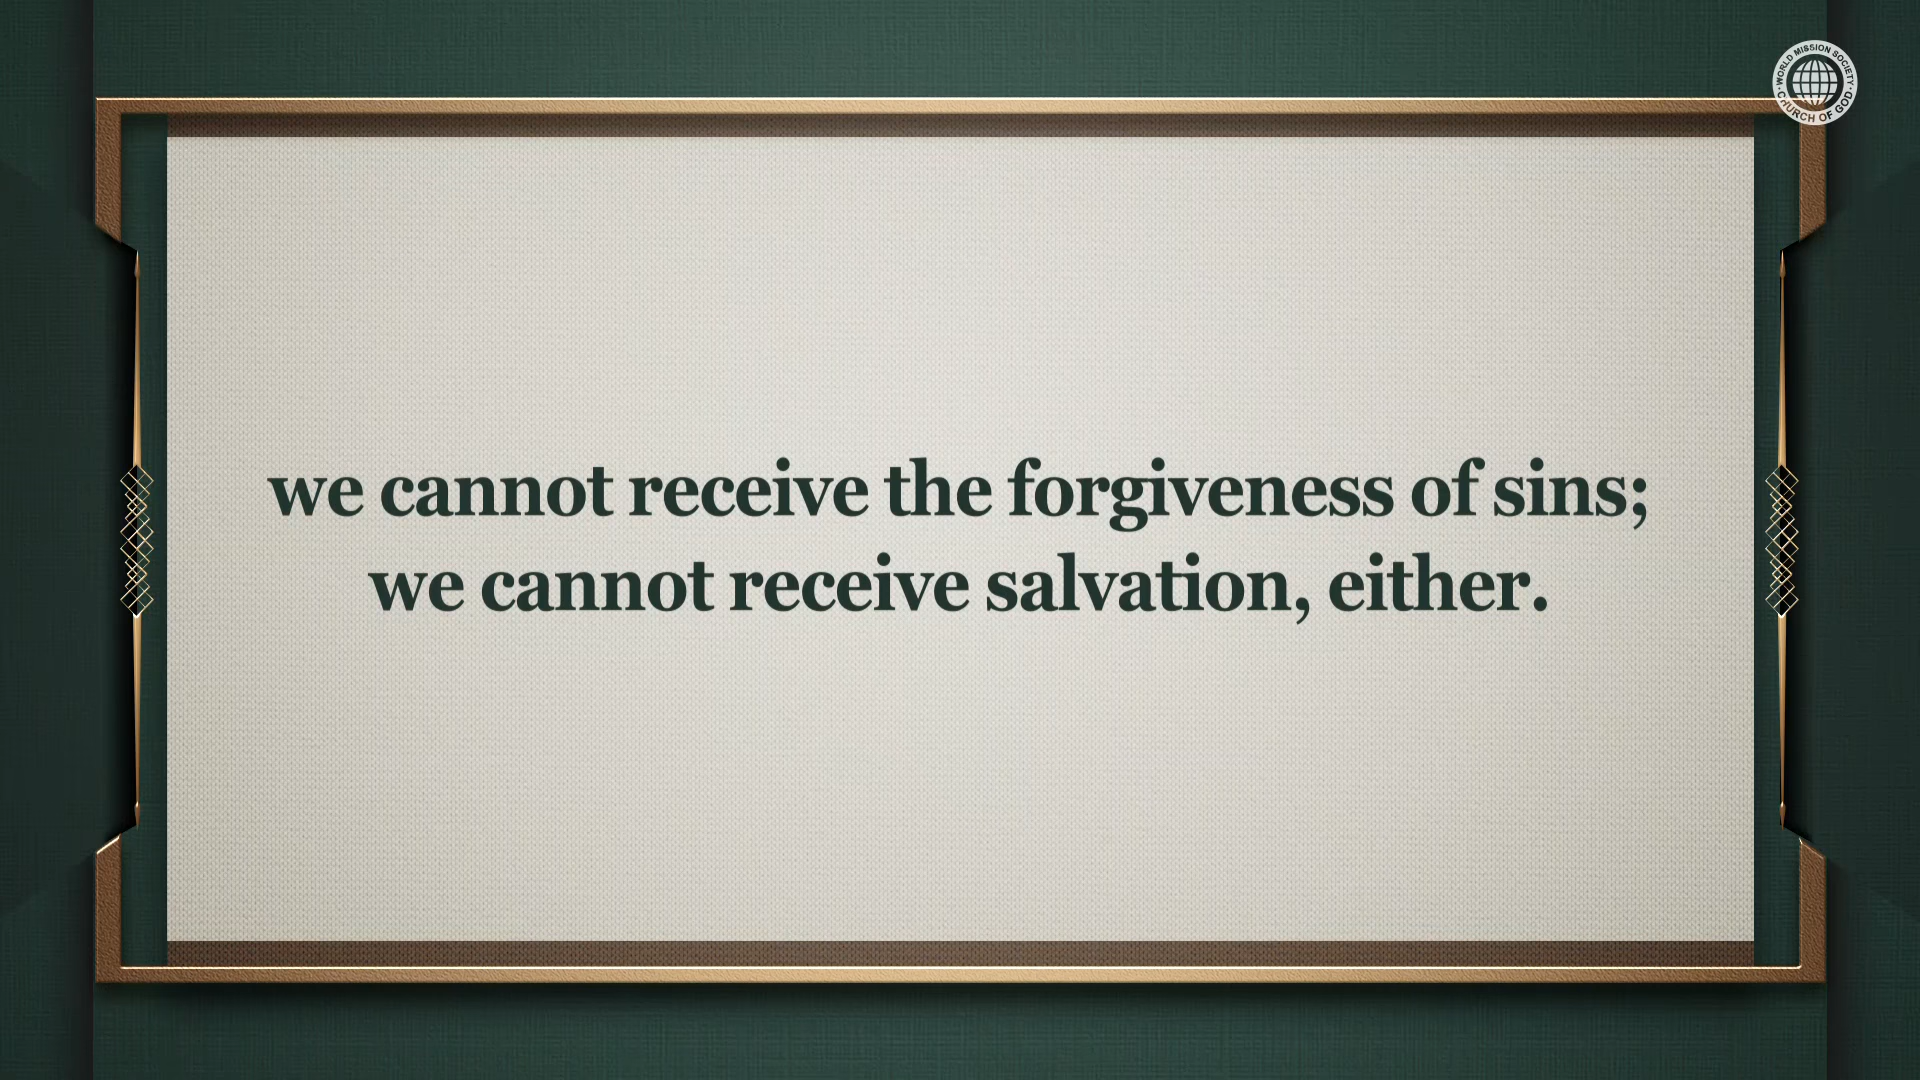 WORLD MISSION SOCIETY
CHURCH OF GOD
we cannot receive the forgiveness of sins;
we cannot receive salvation, either.